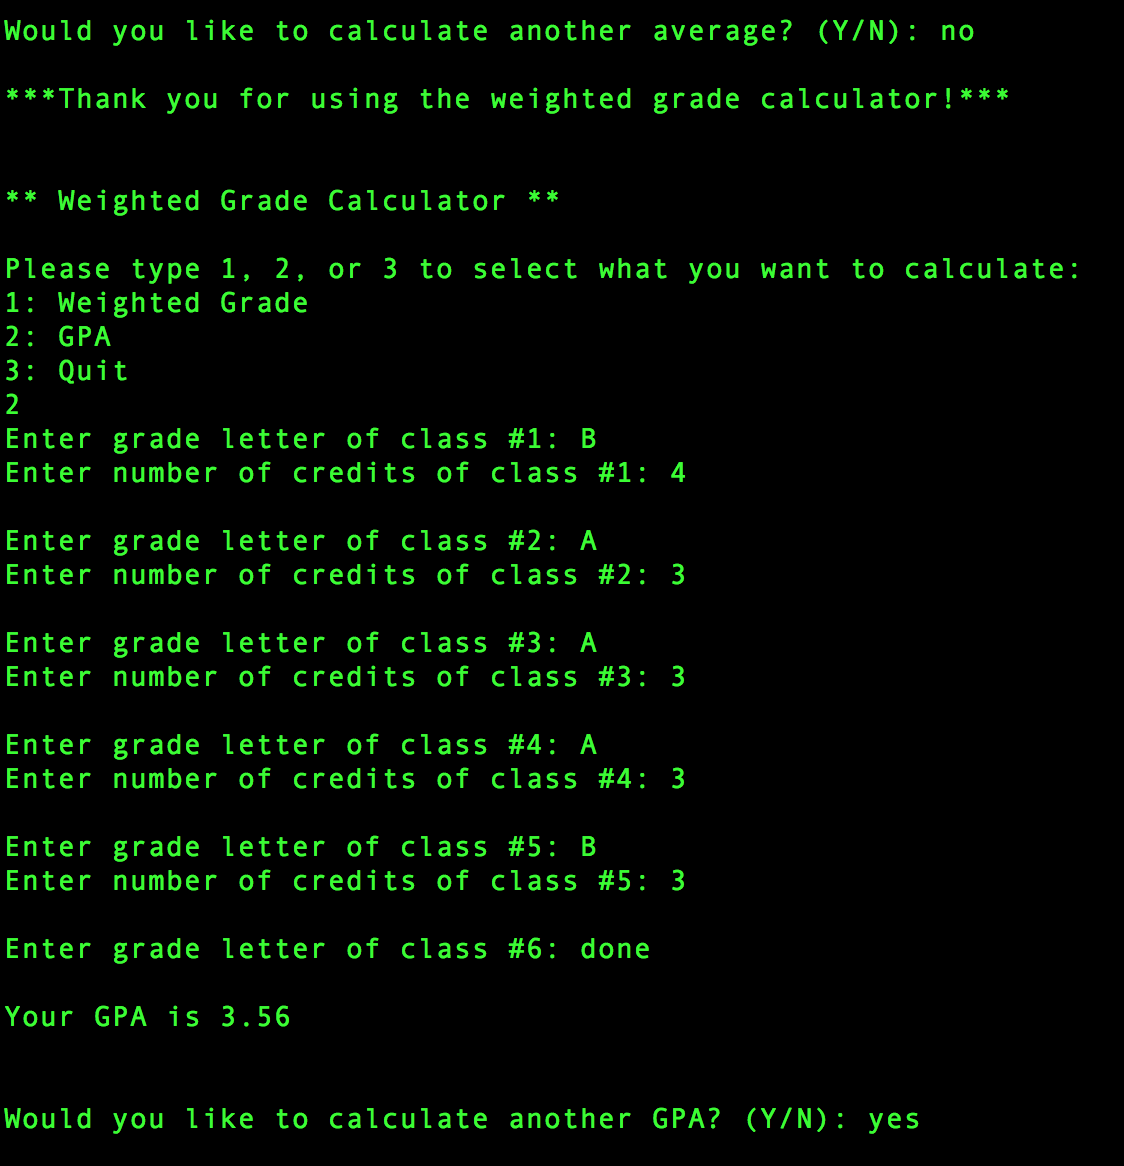 Would you like to calculate another average? (Y/N): no
***Thank you for using the weighted grade calculator!***
** Weighted Grade Calculator **
Please type 1, 2, or 3 to select what you want to calculate:
1: Weighted Grade
2: GPA
3: Quit
2
Enter grade letter of class #1: B
Enter number of credits of class #1: 4
Enter grade letter of class #2: A
Enter number of credits of class #2: 3
Enter grade letter of class #3: A
Enter number of credits of class #3: 3
Enter grade letter of class #4: A
Enter number of credits of class #4: 3
Enter grade letter of class #5: B
Enter number of credits of class #5: 3
Enter grade letter of class #6: done
Your GPA is 3.56
Would you like to calculate another GPA? (Y/N): yes